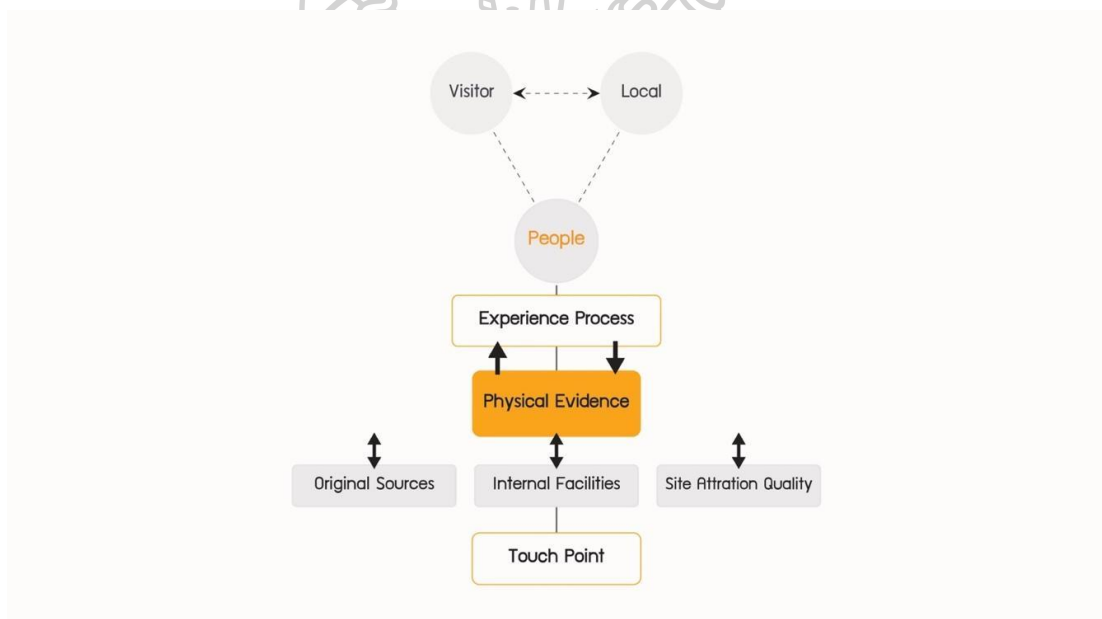 Visitor
Local
People
Experience Process
Physical Evidence
Original Sources
Internal Facilities
Site Attration Quality
Touch Point